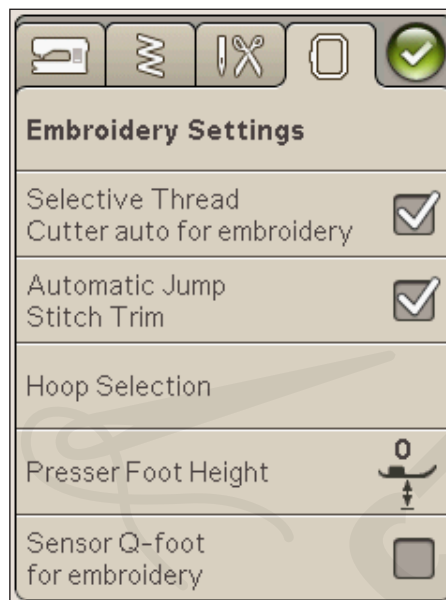 Embroidery Settings
Selective Thread
Cutter auto for embroidery
Automatic Jump
Stitch Trim
Hoop Selection
0
Presser Foot Height
Sensor Q-foot
for embroidery